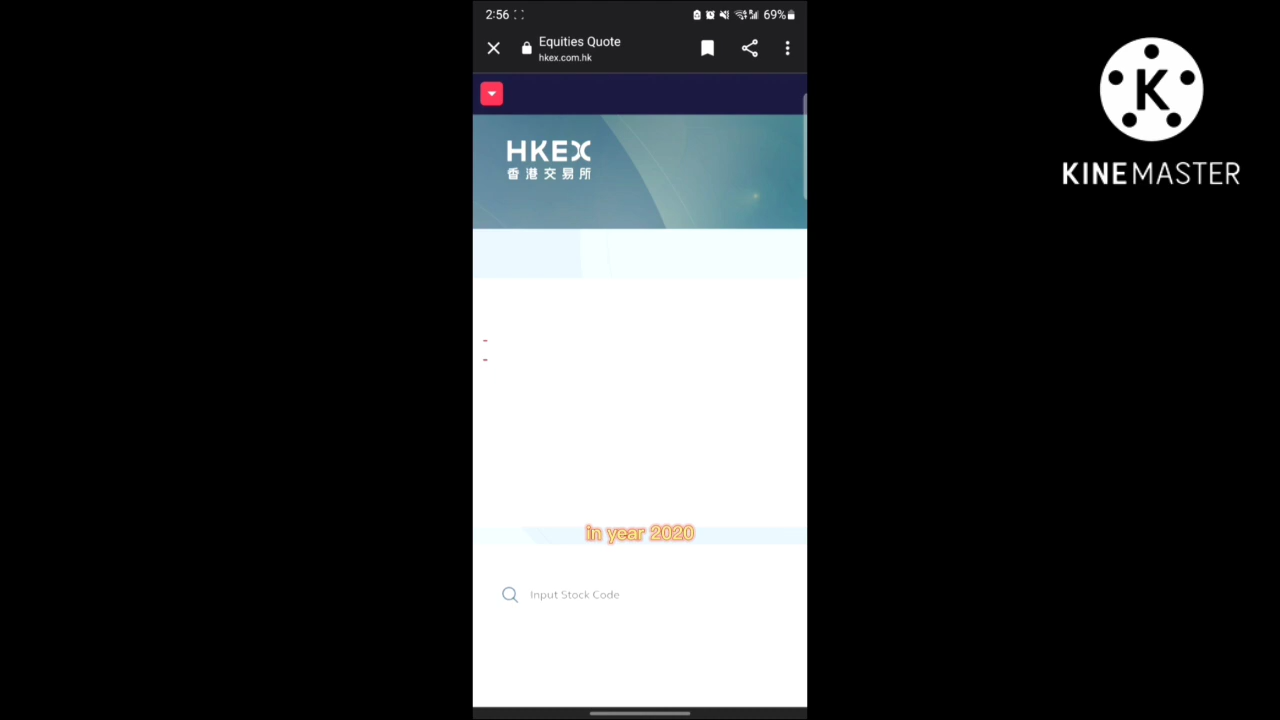 2:56
69%
Equities Quote
hkex.com.hk
HKEX
香港交易所
-
-
in year 2020
Input Stock Code
K
KINEMASTER